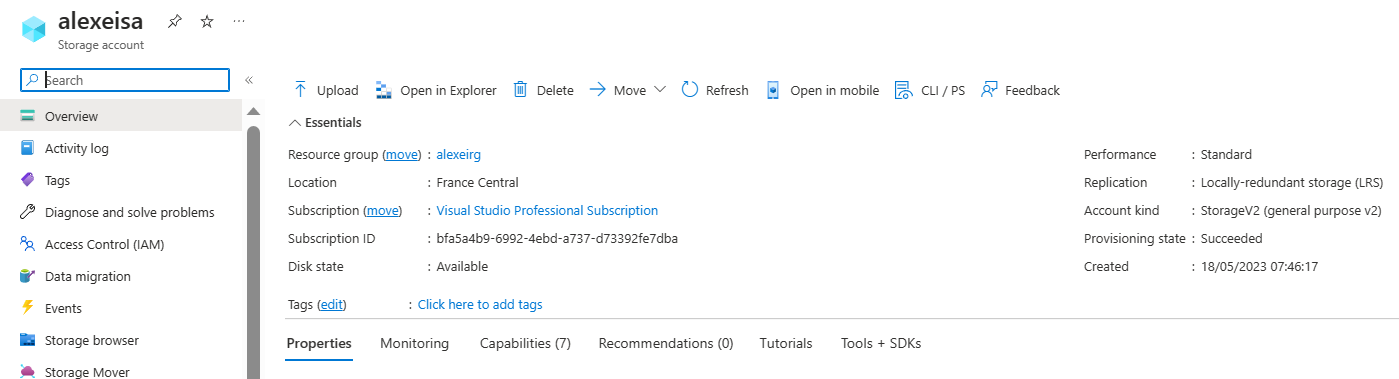 alexeisa
Storage account
Search
Overview
Activity log
Tags
Diagnose and solve problems
Access Control (IAM)
Data migration
Events
Storage browser
Storage Mover
Upload Open in Explorer Delete Move Refresh Open in mobile CLI / PS Feedback
Essentials
Resource group (move) : alexeirg
Location : France Central
Subscription (move) : Visual Studio Professional Subscription
Subscription ID : bfa5a4b9-6992-4ebd-a737-d73392fe7dba
Disk state : Available
Tags (edit) : Click here to add tags
Performance : Standard
Replication : Locally-redundant storage (LRS)
Account kind : StorageV2 (general purpose v2)
Provisioning state : Succeeded
Created : 18/05/2023 07:46:17
Properties Monitoring Capabilities (7) Recommendations (0) Tutorials Tools + SDKs